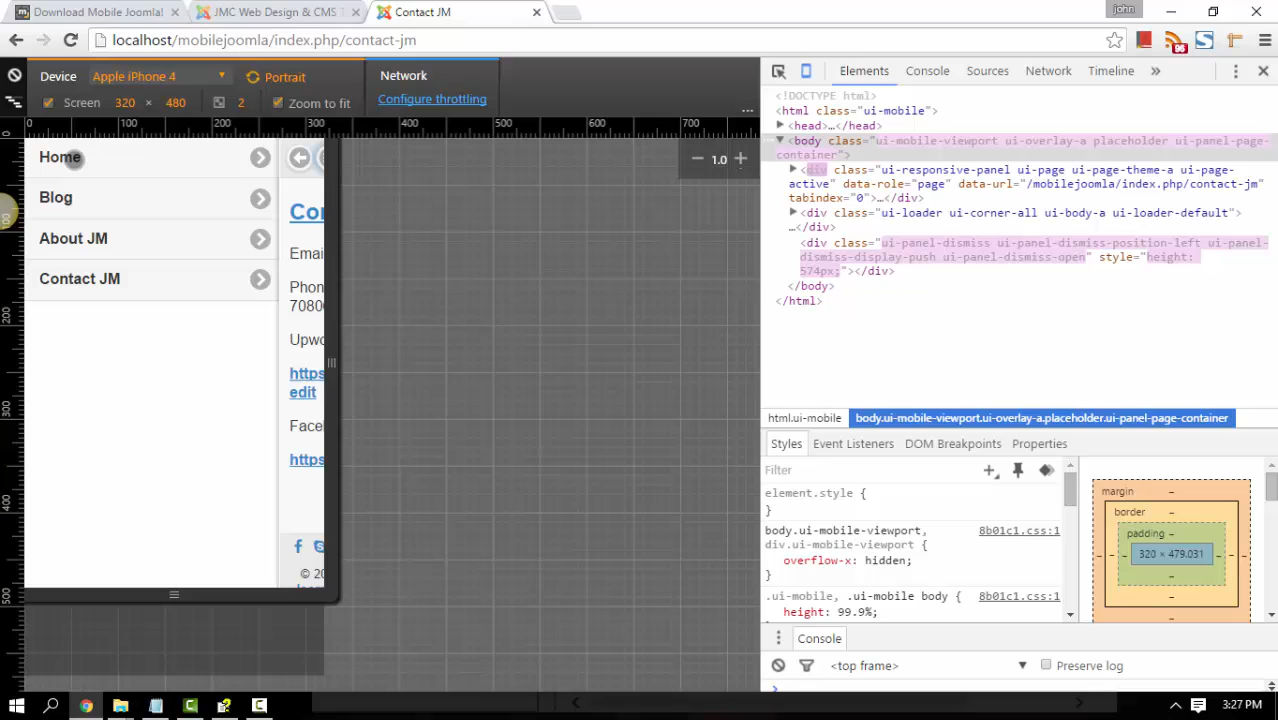 Download Mobile Joomla!
JMC Web Design & CMS T
Contact JM
john
localhost/mobilejoomla/index.php/contact-jm
96
Device
Apple iPhone 4
Portrait
Network
Screen 320 × 480
2
Zoom to fit
Configure throttling
...
0 100 200 300 400 500 600 700
1.0
Home
Blog
About JM
Contact JM
Emai
Phon
7080
Upwo
https
edit
Facel
https
© 20
0
100
200
300
400
500
Elements Console Sources Network Timeline »
<!DOCTYPE html>
<html class="ui-mobile">
<head>…</head>
<body class="ui-mobile-viewport ui-overlay-a placeholder ui-panel-page-
container">
<div class="ui-responsive-panel ui-page ui-page-theme-a ui-page-
active" data-role="page" data-url="/mobilejoomla/index.php/contact-jm"
tabindex="0">…</div>
<div class="ui-loader ui-corner-all ui-body-a ui-loader-default">
…</div>
<div class="ui-panel-dismiss ui-panel-dismiss-position-left ui-panel-
dismiss-display-push ui-panel-dismiss-open" style="height:
574px;"></div>
</body>
</html>
html.ui-mobile body.ui-mobile-viewport.ui-overlay-a.placeholder.ui-panel-page-container
Styles Event Listeners DOM Breakpoints Properties
Filter
element.style {
}
body.ui-mobile-viewport, 8b01c1.css:1
div.ui-mobile-viewport {
overflow-x: hidden;
}
.ui-mobile, .ui-mobile body { 8b01c1.css:1
height: 99.9%;
margin –
border –
padding –
320 × 479.031
Console
<top frame>
Preserve log
3:27 PM